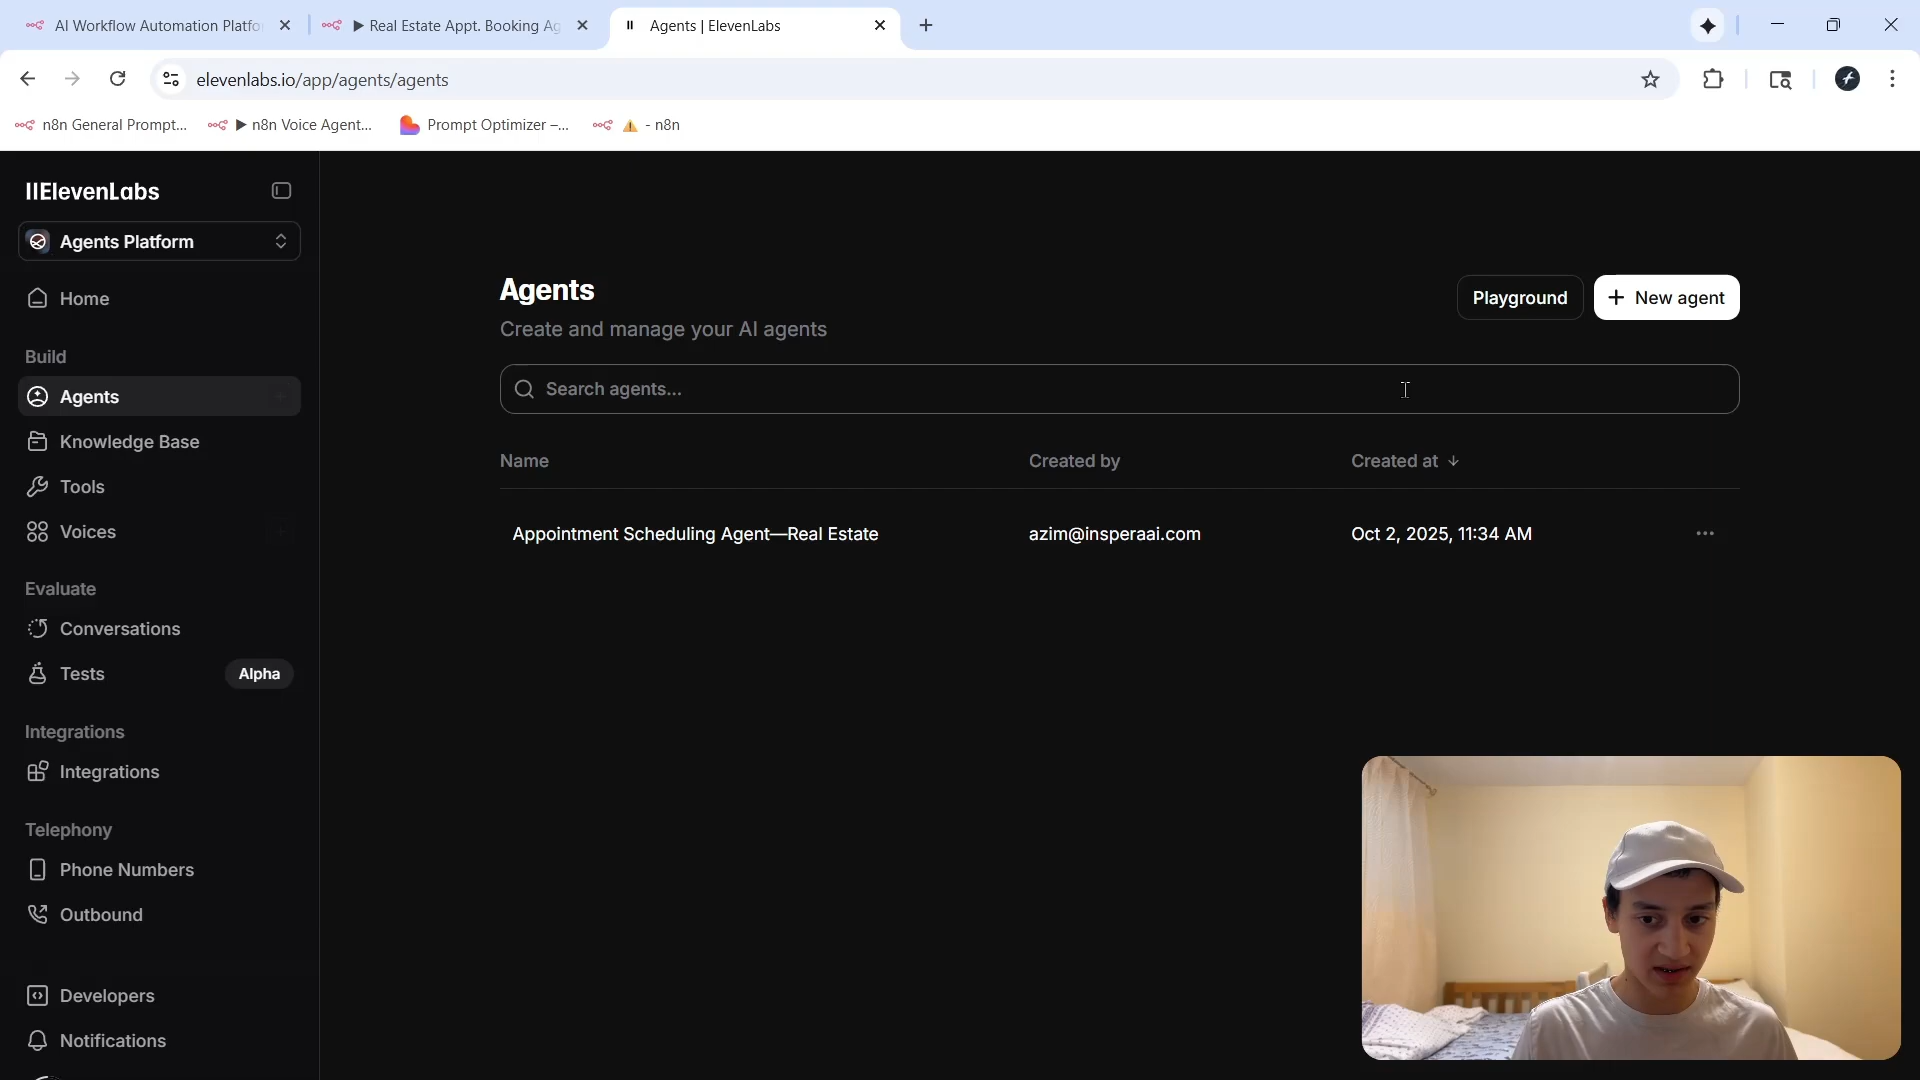 AI Workflow Automation Platfo
▶ Real Estate Appt. Booking Ag
Agents | ElevenLabs
elevenlabs.io/app/agents/agents
n8n General Prompt...
▶ n8n Voice Agent...
Prompt Optimizer –...
⚠ - n8n
IIElevenLabs
Agents Platform
Home
Build
Agents
Knowledge Base
Tools
Voices
Evaluate
Conversations
Tests
Alpha
Integrations
Integrations
Telephony
Phone Numbers
Outbound
Developers
Notifications
Agents
Create and manage your AI agents
Playground
+ New agent
Search agents...
Name
Created by
Created at ↓
Appointment Scheduling Agent—Real Estate
azim@insperaai.com
Oct 2, 2025, 11:34 AM